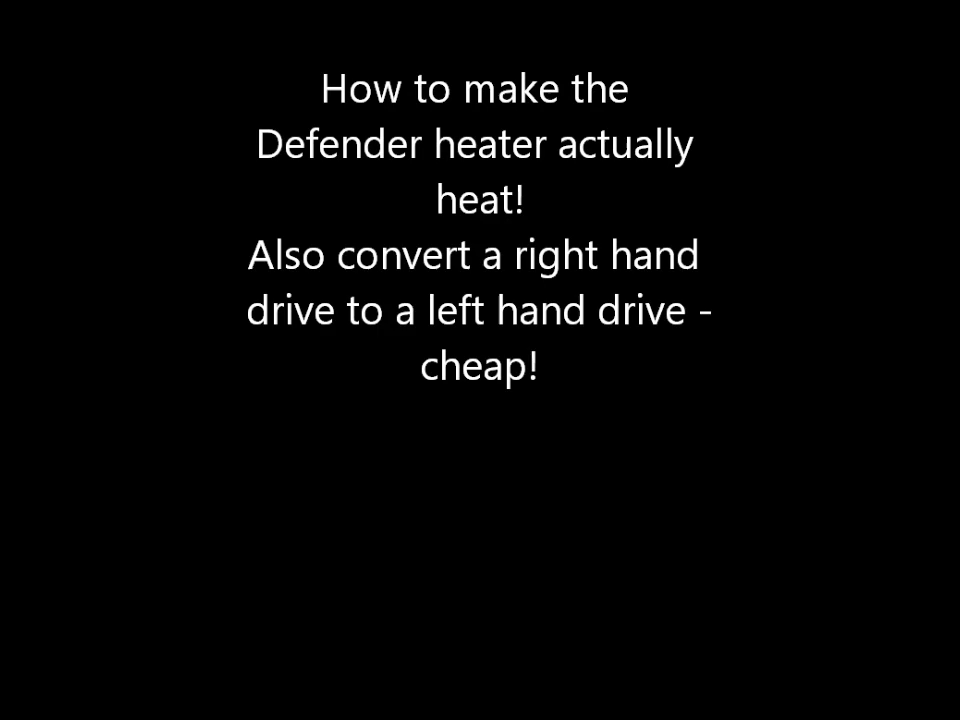 How to make the
Defender heater actually
heat!
Also convert a right hand
drive to a left hand drive -
cheap!